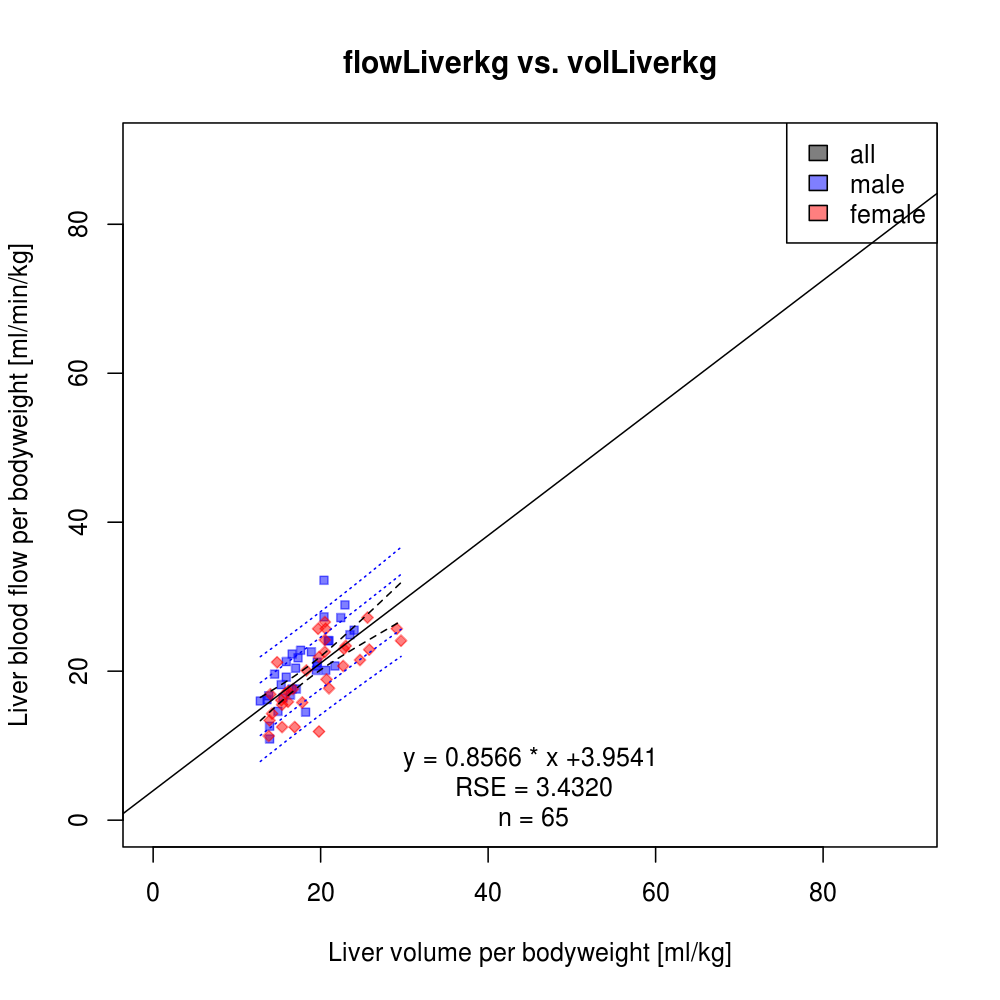 flowLiverkg vs. volLiverkg
all
male
female
Liver blood flow per bodyweight [ml/min/kg]
80
60
40
20
0
y = 0.8566 * x +3.9541
RSE = 3.4320
n = 65
0 20 40 60 80
Liver volume per bodyweight [ml/kg]